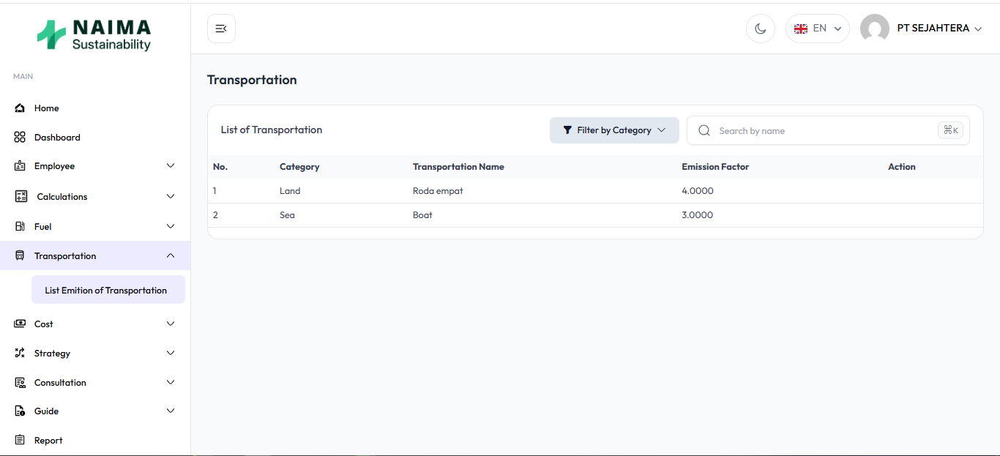 NAIMA
Sustainability
EN
PT SEJAHTERA
MAIN
Home
Dashboard
Employee
Calculations
Fuel
Transportation
List Emition of Transportation
Cost
Strategy
Consultation
Guide
Report
Transportation
List of Transportation
Filter by Category
Search by name
⌘K
No. Category Transportation Name Emission Factor Action
1 Land Roda empat 4.0000
2 Sea Boat 3.0000